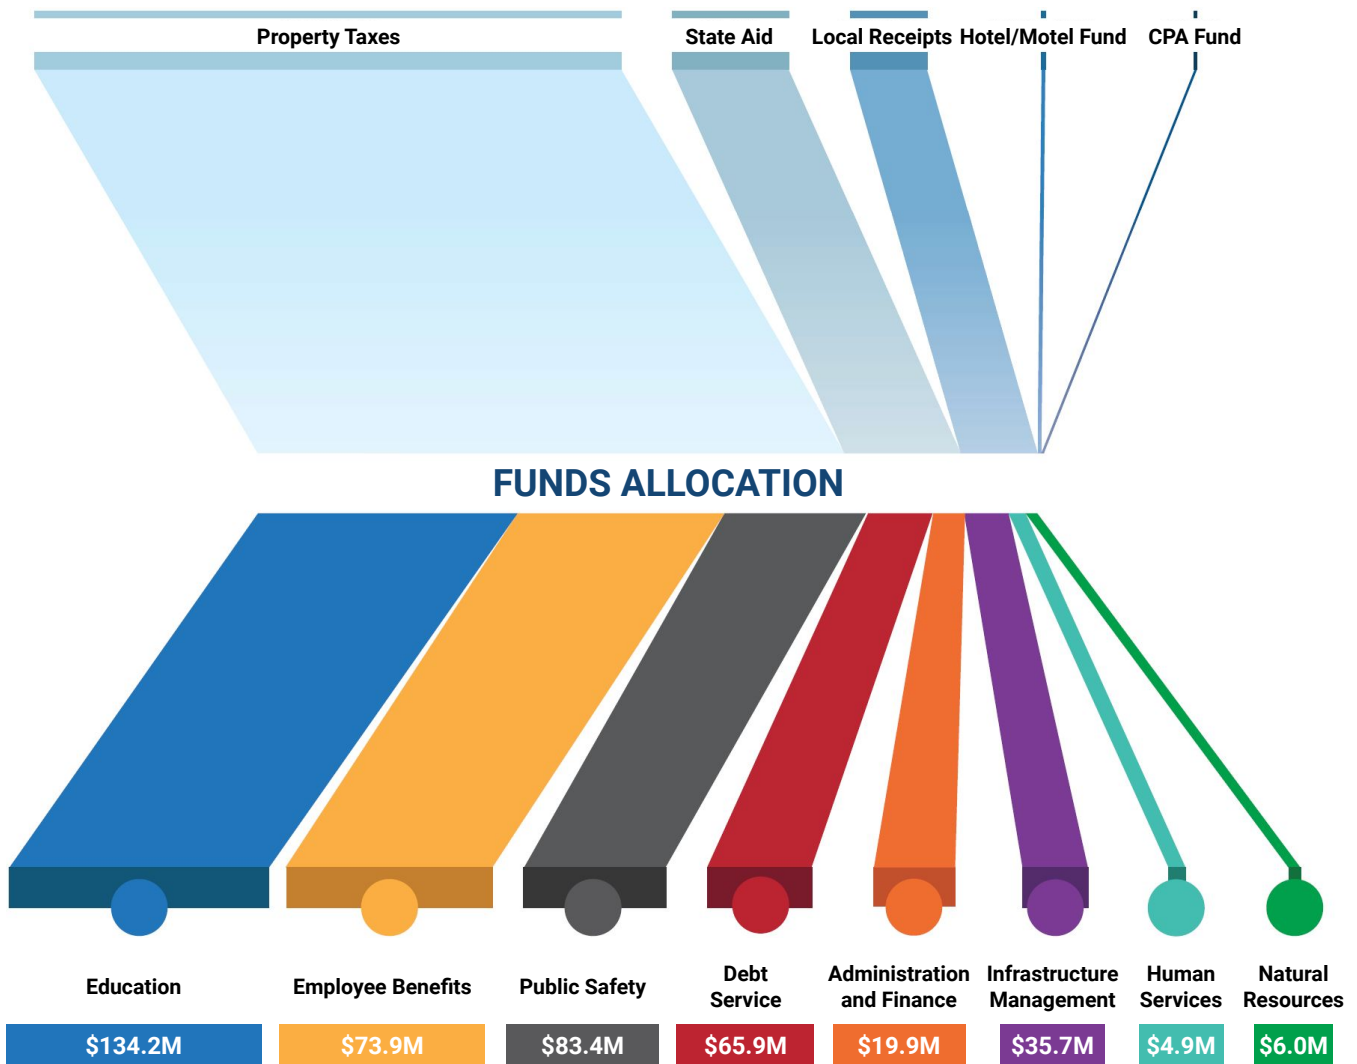 Property Taxes
State Aid
Local Receipts
Hotel/Motel Fund
CPA Fund
FUNDS ALLOCATION
Education
Employee Benefits
Public Safety
Debt
Service
Administration
and Finance
Infrastructure
Management
Human
Services
Natural
Resources
$134.2M
$73.9M
$83.4M
$65.9M
$19.9M
$35.7M
$4.9M
$6.0M